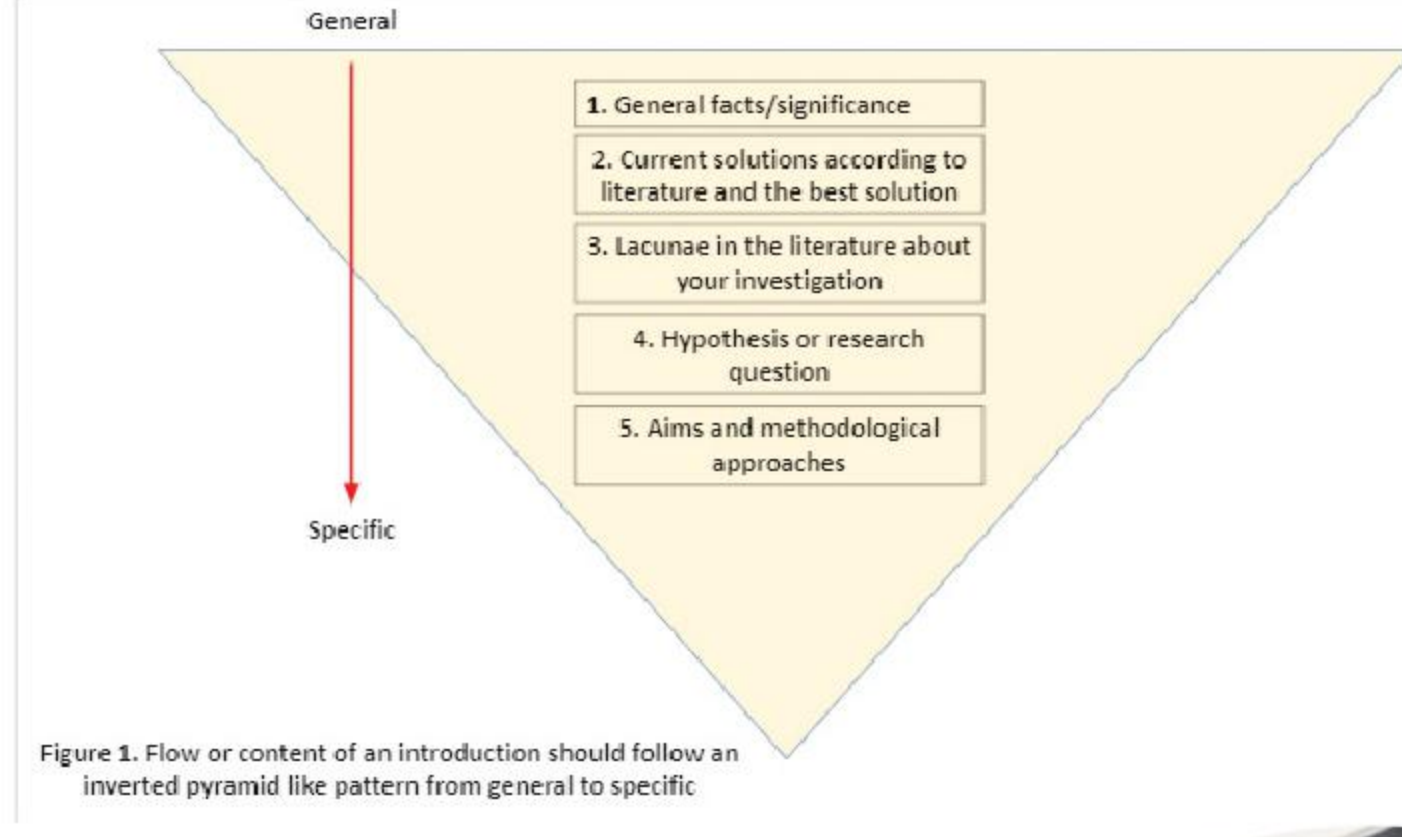 General
1. General facts/significance
2. Current solutions according to
literature and the best solution
3. Lacunae in the literature about
your investigation
4. Hypothesis or research
question
5. Aims and methodological
approaches
Specific
Figure 1. Flow or content of an introduction should follow an
inverted pyramid like pattern from general to specific